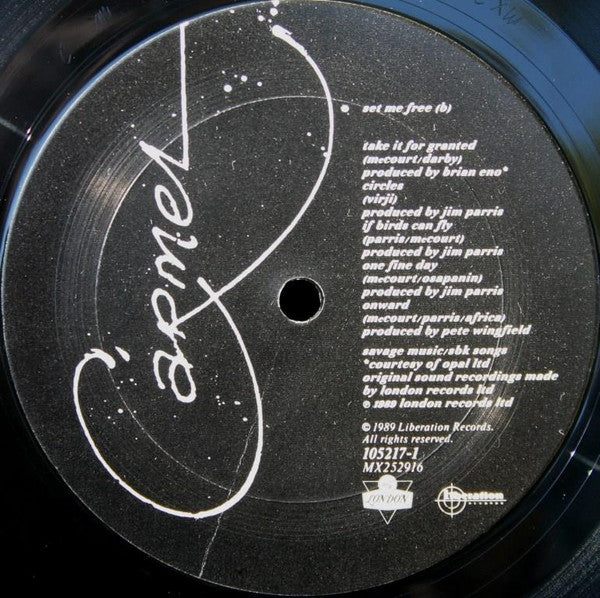 Carmel
set me free (b)
take it for granted
(mccourt/darby)
produced by brian eno*
circles
(virji)
produced by jim parris
if birds can fly
(parris/mccourt)
produced by jim parris
one fine day
(mccourt/osapanin)
produced by jim parris
onward
(mccourt/parris/africa)
produced by pete wingfield
savage music/sbk songs
*courtesy of opal ltd
original sound recordings made
by london records ltd
℗ 1989 london records ltd
© 1989 Liberation Records.
All rights reserved.
105217-1
MX252916
LONDON
Liberation
RECORDS